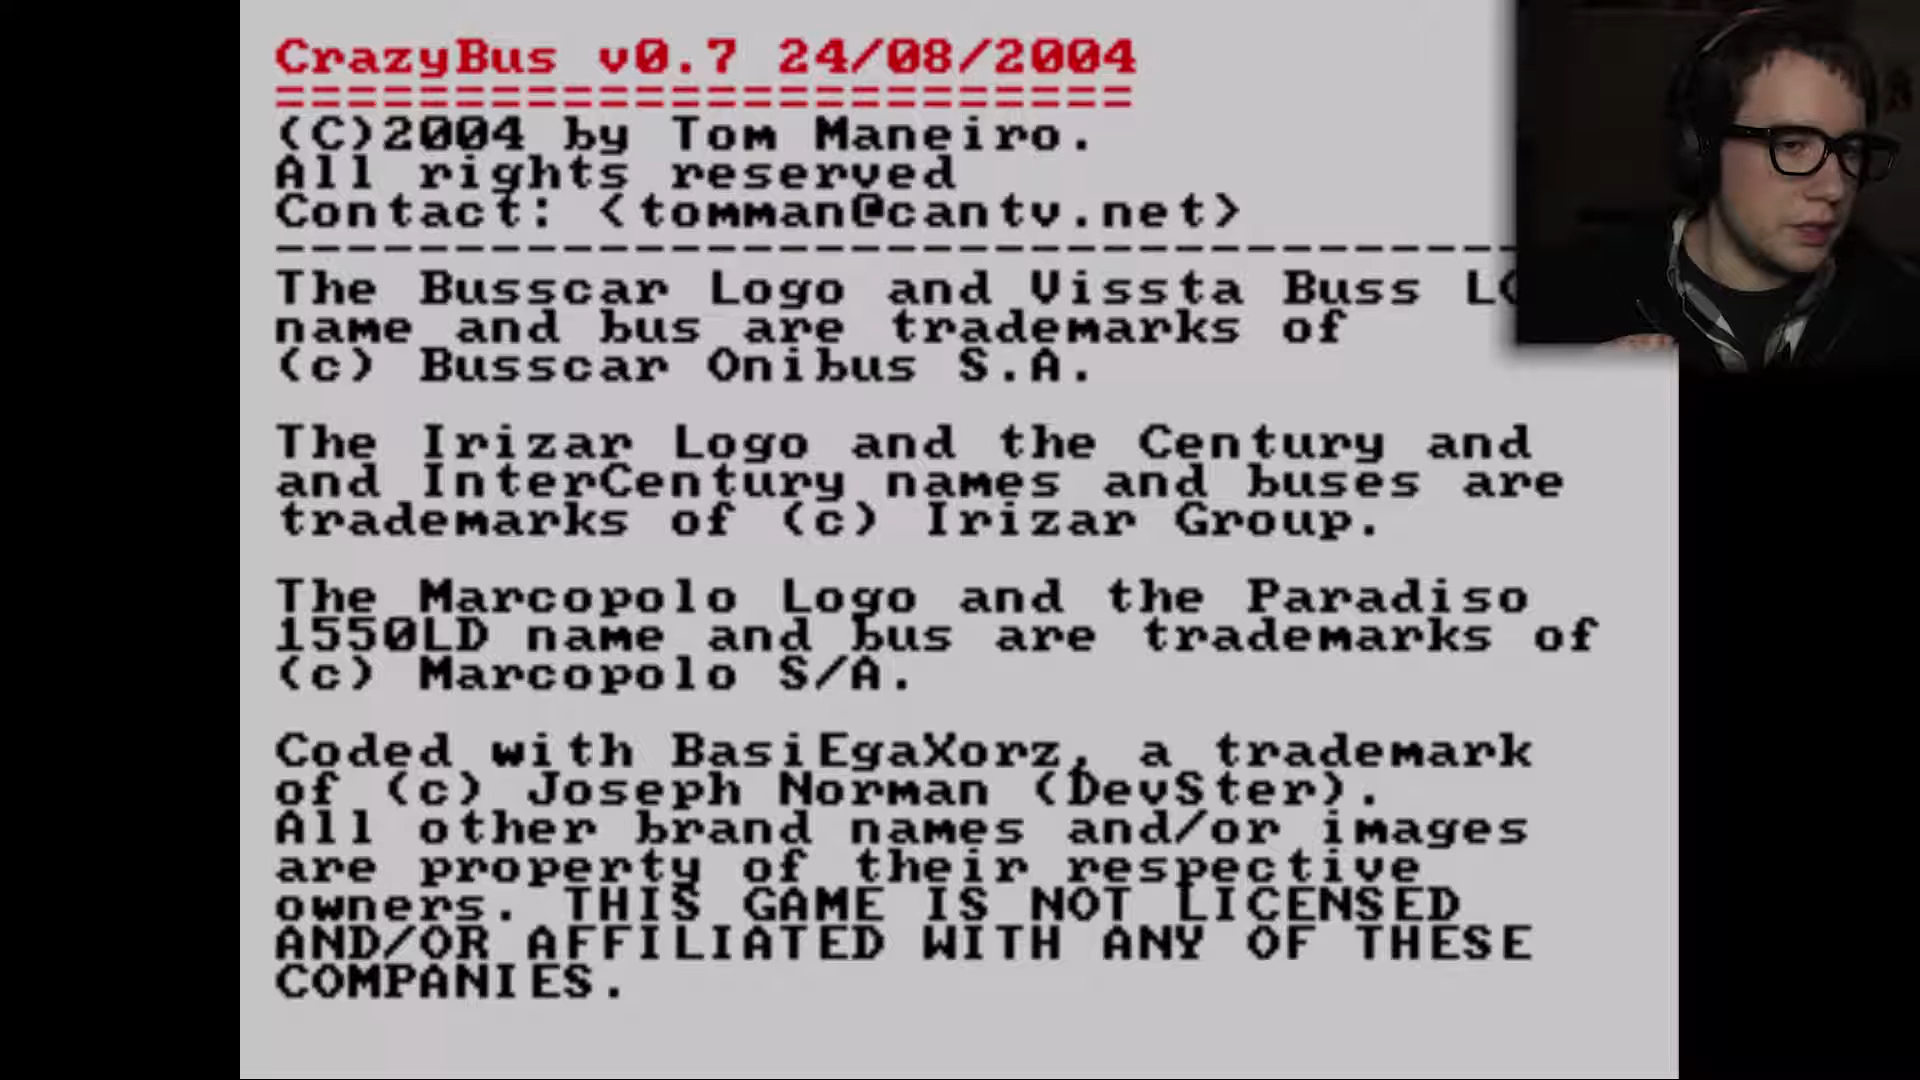 CrazyBus v0.7 24/08/2004
========================
(C)2004 by Tom Maneiro.
All rights reserved
Contact: <tomman@cantv.net>
-----------------------------------
The Busscar Logo and Vissta Buss
name and bus are trademarks of
(c) Busscar Onibus S.A.
The Irizar Logo and the Century and
and InterCentury names and buses are
trademarks of (c) Irizar Group.
The Marcopolo Logo and the Paradiso
1550LD name and bus are trademarks of
(c) Marcopolo S/A.
Coded with BasiEgaXorz, a trademark
of (c) Joseph Norman (DevSter).
All other brand names and/or images
are property of their respective
owners. THIS GAME IS NOT LICENSED
AND/OR AFFILIATED WITH ANY OF THESE
COMPANIES.